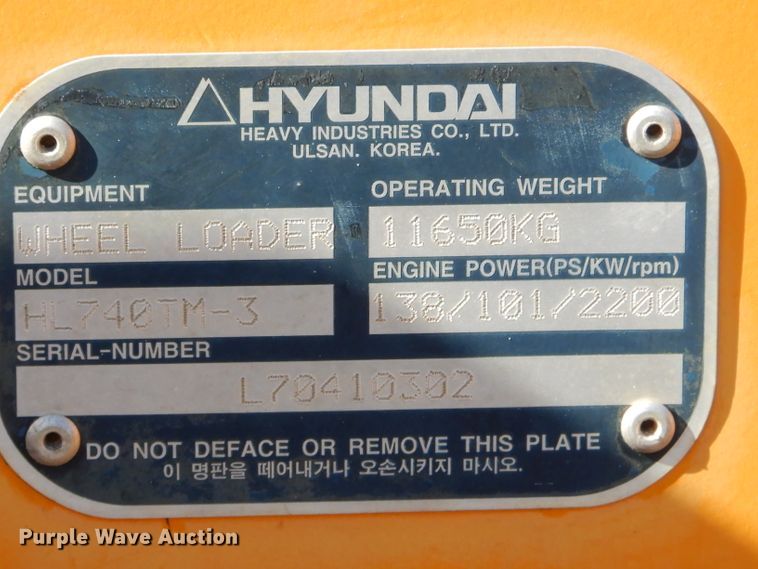 HYUNDAI
HEAVY INDUSTRIES CO., LTD.
ULSAN. KOREA.
EQUIPMENT
WHEEL LOADER
OPERATING WEIGHT
11650KG
MODEL
HL740TM-3
ENGINE POWER(PS/KW/rpm)
138/101/2200
SERIAL-NUMBER
L70410302
DO NOT DEFACE OR REMOVE THIS PLATE
이 명판을 떼어내거나 오손시키지 마시오.
Purple Wave Auction